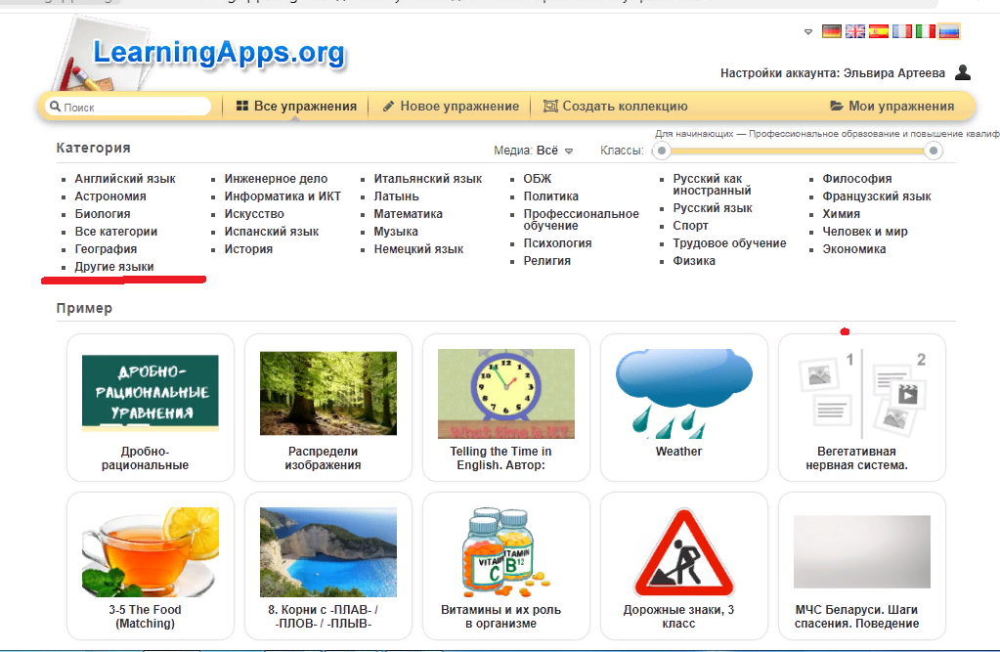 LearningApps.org
Настройки аккаунта: Эльвира Артеева
Поиск
Все упражнения
Новое упражнение
Создать коллекцию
Мои упражнения
Для начинающих — Профессиональное образование и повышение квалиф
Категория
Медиа: Всё
Классы:
Английский язык
Астрономия
Биология
Все категории
География
Другие языки
Инженерное дело
Информатика и ИКТ
Искусство
Испанский язык
История
Итальянский язык
Латынь
Математика
Музыка
Немецкий язык
ОБЖ
Политика
Профессиональное
обучение
Психология
Религия
Русский как
иностранный
Русский язык
Спорт
Трудовое обучение
Физика
Философия
Французский язык
Химия
Человек и мир
Экономика
Пример
ДРОБНО-
РАЦИОНАЛЬНЫЕ
УРАВНЕНИЯ
Дробно-
рациональные
Распредели
изображения
What time is it?
Telling the Time in
English. Автор:
Weather
1
2
Вегетативная
нервная система.
3-5 The Food
(Matching)
8. Корни с -ПЛАВ- /
-ПЛОВ- / -ПЛЫВ-
VITAMIN
C
VITAMIN
B12
Витамины и их роль
в организме
Дорожные знаки, 3
класс
МЧС Беларуси. Шаги
спасения. Поведение